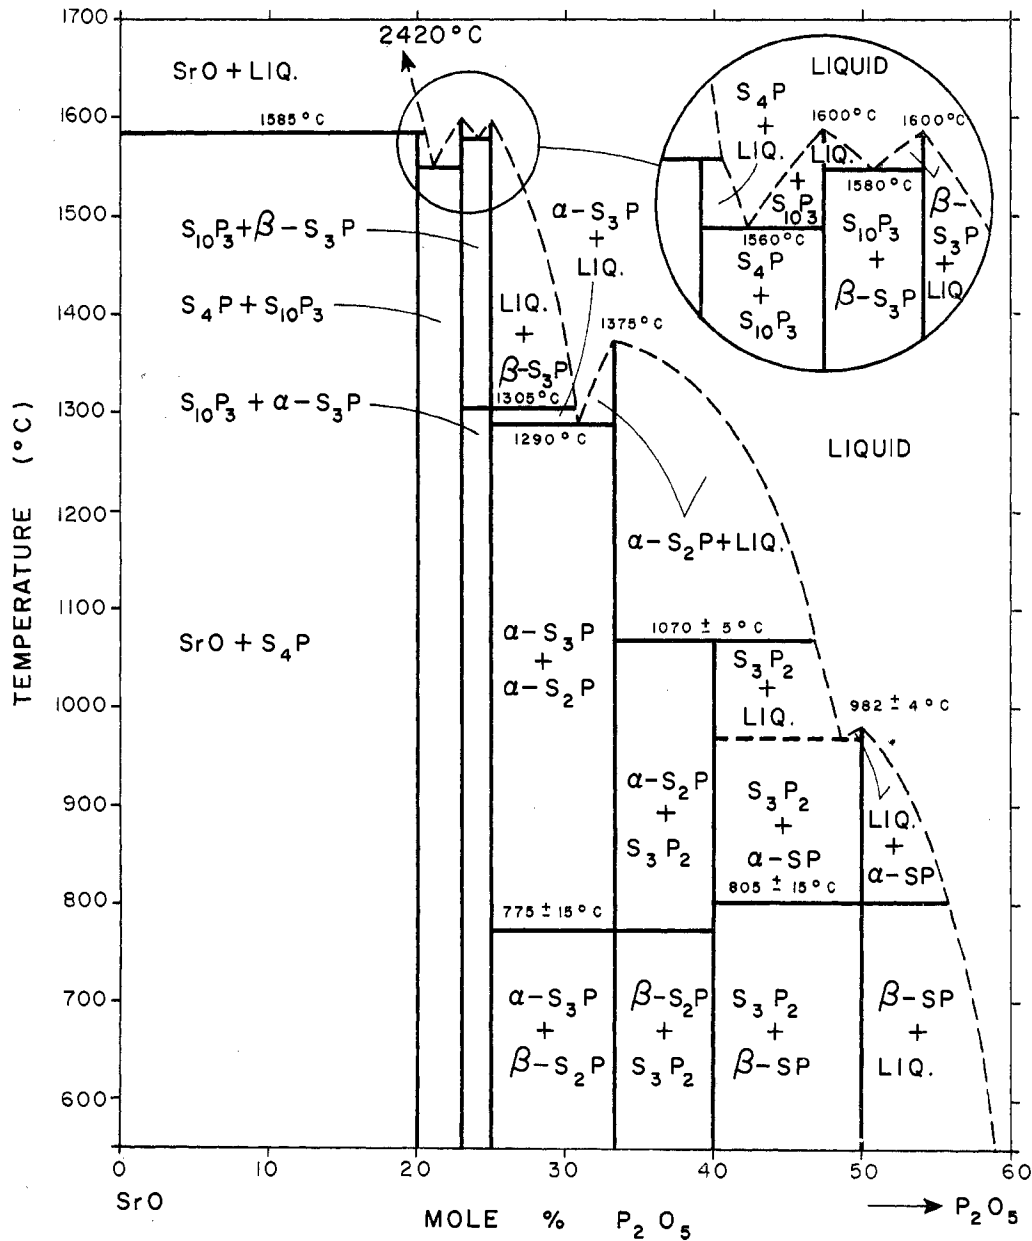 1700
2420°C
SrO + LIQ.
LIQUID
S₄P
+
LIQ.
1600°C
1600°C
LIQ.
+
S₁₀P₃
1580°C
1560°C
S₄P
+
S₁₀P₃
S₁₀P₃
+
β-S₃P
β-
S₃P
+
LIQ.
1600
1585°C
1500
S₁₀P₃ + β-S₃P
α-S₃P
+
LIQ.
1400
S₄P + S₁₀P₃
LIQ.
+
β-S₃P
1375°C
1300
S₁₀P₃ + α-S₃P
1305°C
1290°C
LIQUID
TEMPERATURE (°C)
1200
α-S₂P+LIQ.
1100
SrO + S₄P
α-S₃P
+
α-S₂P
1070 ± 5°C
S₃P₂
+
LIQ.
1000
982 ± 4°C
900
α-S₂P
+
S₃P₂
S₃P₂
+
α-SP
LIQ.
+
α-SP
800
805 ± 15°C
775 ± 15°C
700
α-S₃P
+
β-S₂P
β-S₂P
+
S₃P₂
S₃P₂
+
β-SP
β-SP
+
LIQ.
600
0 10 20 30 40 50 60
SrO
MOLE % P₂O₅
P₂O₅